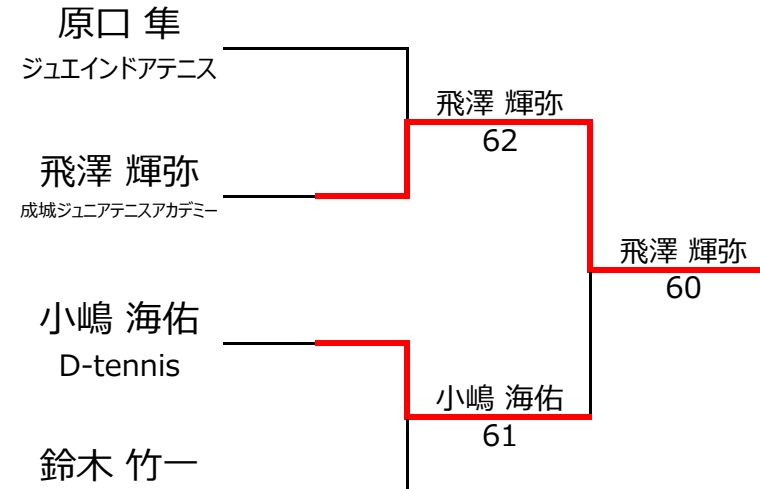 原口 隼
ジュエインドアテニス
飛澤 輝弥
62
飛澤 輝弥
成城ジュニアテニスアカデミー
飛澤 輝弥
60
小嶋 海佑
D-tennis
小嶋 海佑
61
鈴木 竹一